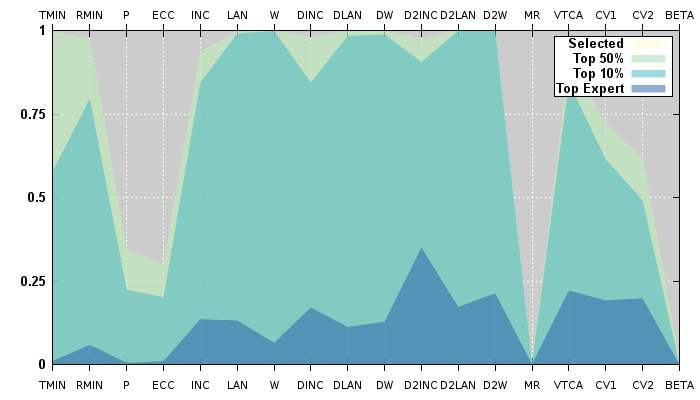 TMIN RMIN P ECC INC LAN W DINC DLAN DW D2INC D2LAN D2W MR VTCA CV1 CV2 BETA
1
Selected
Top 50%
Top 10%
Top Expert
0.75
0.5
0.25
0
TMIN RMIN P ECC INC LAN W DINC DLAN DW D2INC D2LAN D2W MR VTCA CV1 CV2 BETA